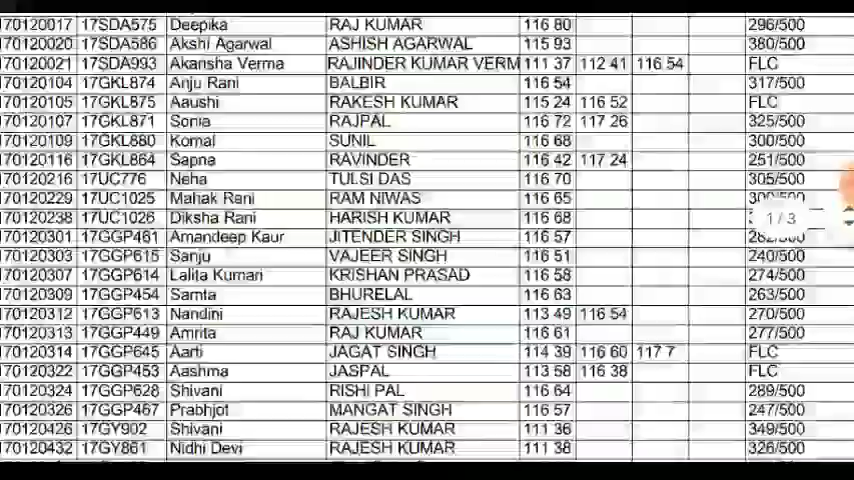 170120017 17SDA575 Deepika RAJ KUMAR 116 80 296/500
170120020 17SDA586 Akshi Agarwal ASHISH AGARWAL 115 93 380/500
170120021 17SDA993 Akansha Verma RAJINDER KUMAR VERM 111 37 112 41 116 54 FLC
170120104 17GKL874 Anju Rani BALBIR 116 54 317/500
170120105 17GKL875 Aaushi RAKESH KUMAR 115 24 116 52 FLC
170120107 17GKL871 Sonia RAJPAL 116 72 117 26 325/500
170120109 17GKL880 Komal SUNIL 116 68 300/500
170120116 17GKL864 Sapna RAVINDER 116 42 117 24 251/500
170120216 17UC776 Neha TULSI DAS 116 70 305/500
170120229 17UC1025 Mahak Rani RAM NIWAS 116 65
170120238 17UC1026 Diksha Rani HARISH KUMAR 116 68 1 / 3
170120301 17GGP461 Amandeep Kaur JITENDER SINGH 116 57 282/500
170120303 17GGP615 Sanju VAJEER SINGH 116 51 240/500
170120307 17GGP614 Lalita Kumari KRISHAN PRASAD 116 58 274/500
170120309 17GGP454 Samta BHURELAL 116 63 263/500
170120312 17GGP613 Nandini RAJESH KUMAR 113 49 116 54 270/500
170120313 17GGP449 Amrita RAJ KUMAR 116 61 277/500
170120314 17GGP645 Aarti JAGAT SINGH 114 39 116 60 117 7 FLC
170120322 17GGP453 Aashma JASPAL 113 58 116 38 FLC
170120324 17GGP628 Shivani RISHI PAL 116 64 289/500
170120326 17GGP467 Prabhjot MANGAT SINGH 116 57 247/500
170120426 17GY902 Shivani RAJESH KUMAR 111 36 349/500
170120432 17GY861 Nidhi Devi RAJESH KUMAR 111 38 326/500